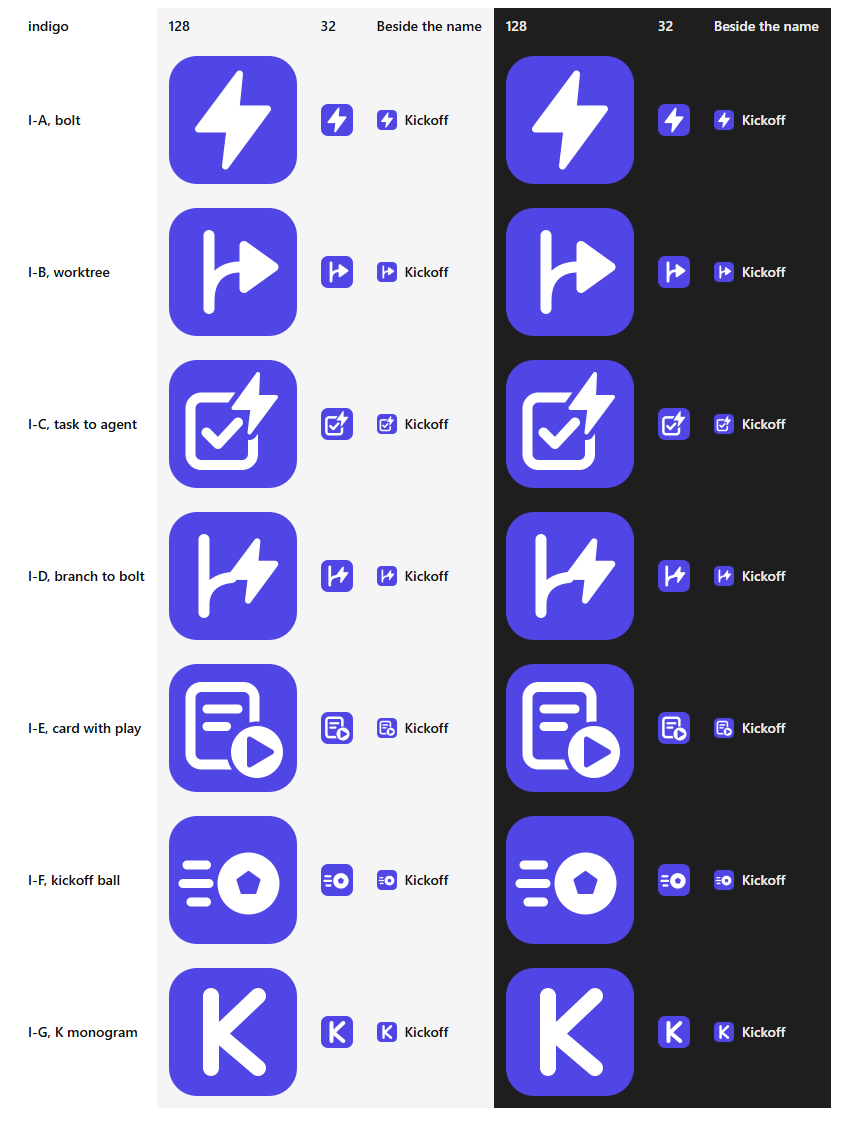 indigo 128 32 Beside the name 128 32 Beside the name
I-A, bolt Kickoff Kickoff
I-B, worktree Kickoff Kickoff
I-C, task to agent Kickoff Kickoff
I-D, branch to bolt Kickoff Kickoff
I-E, card with play Kickoff Kickoff
I-F, kickoff ball Kickoff Kickoff
I-G, K monogram K K K Kickoff K K K Kickoff